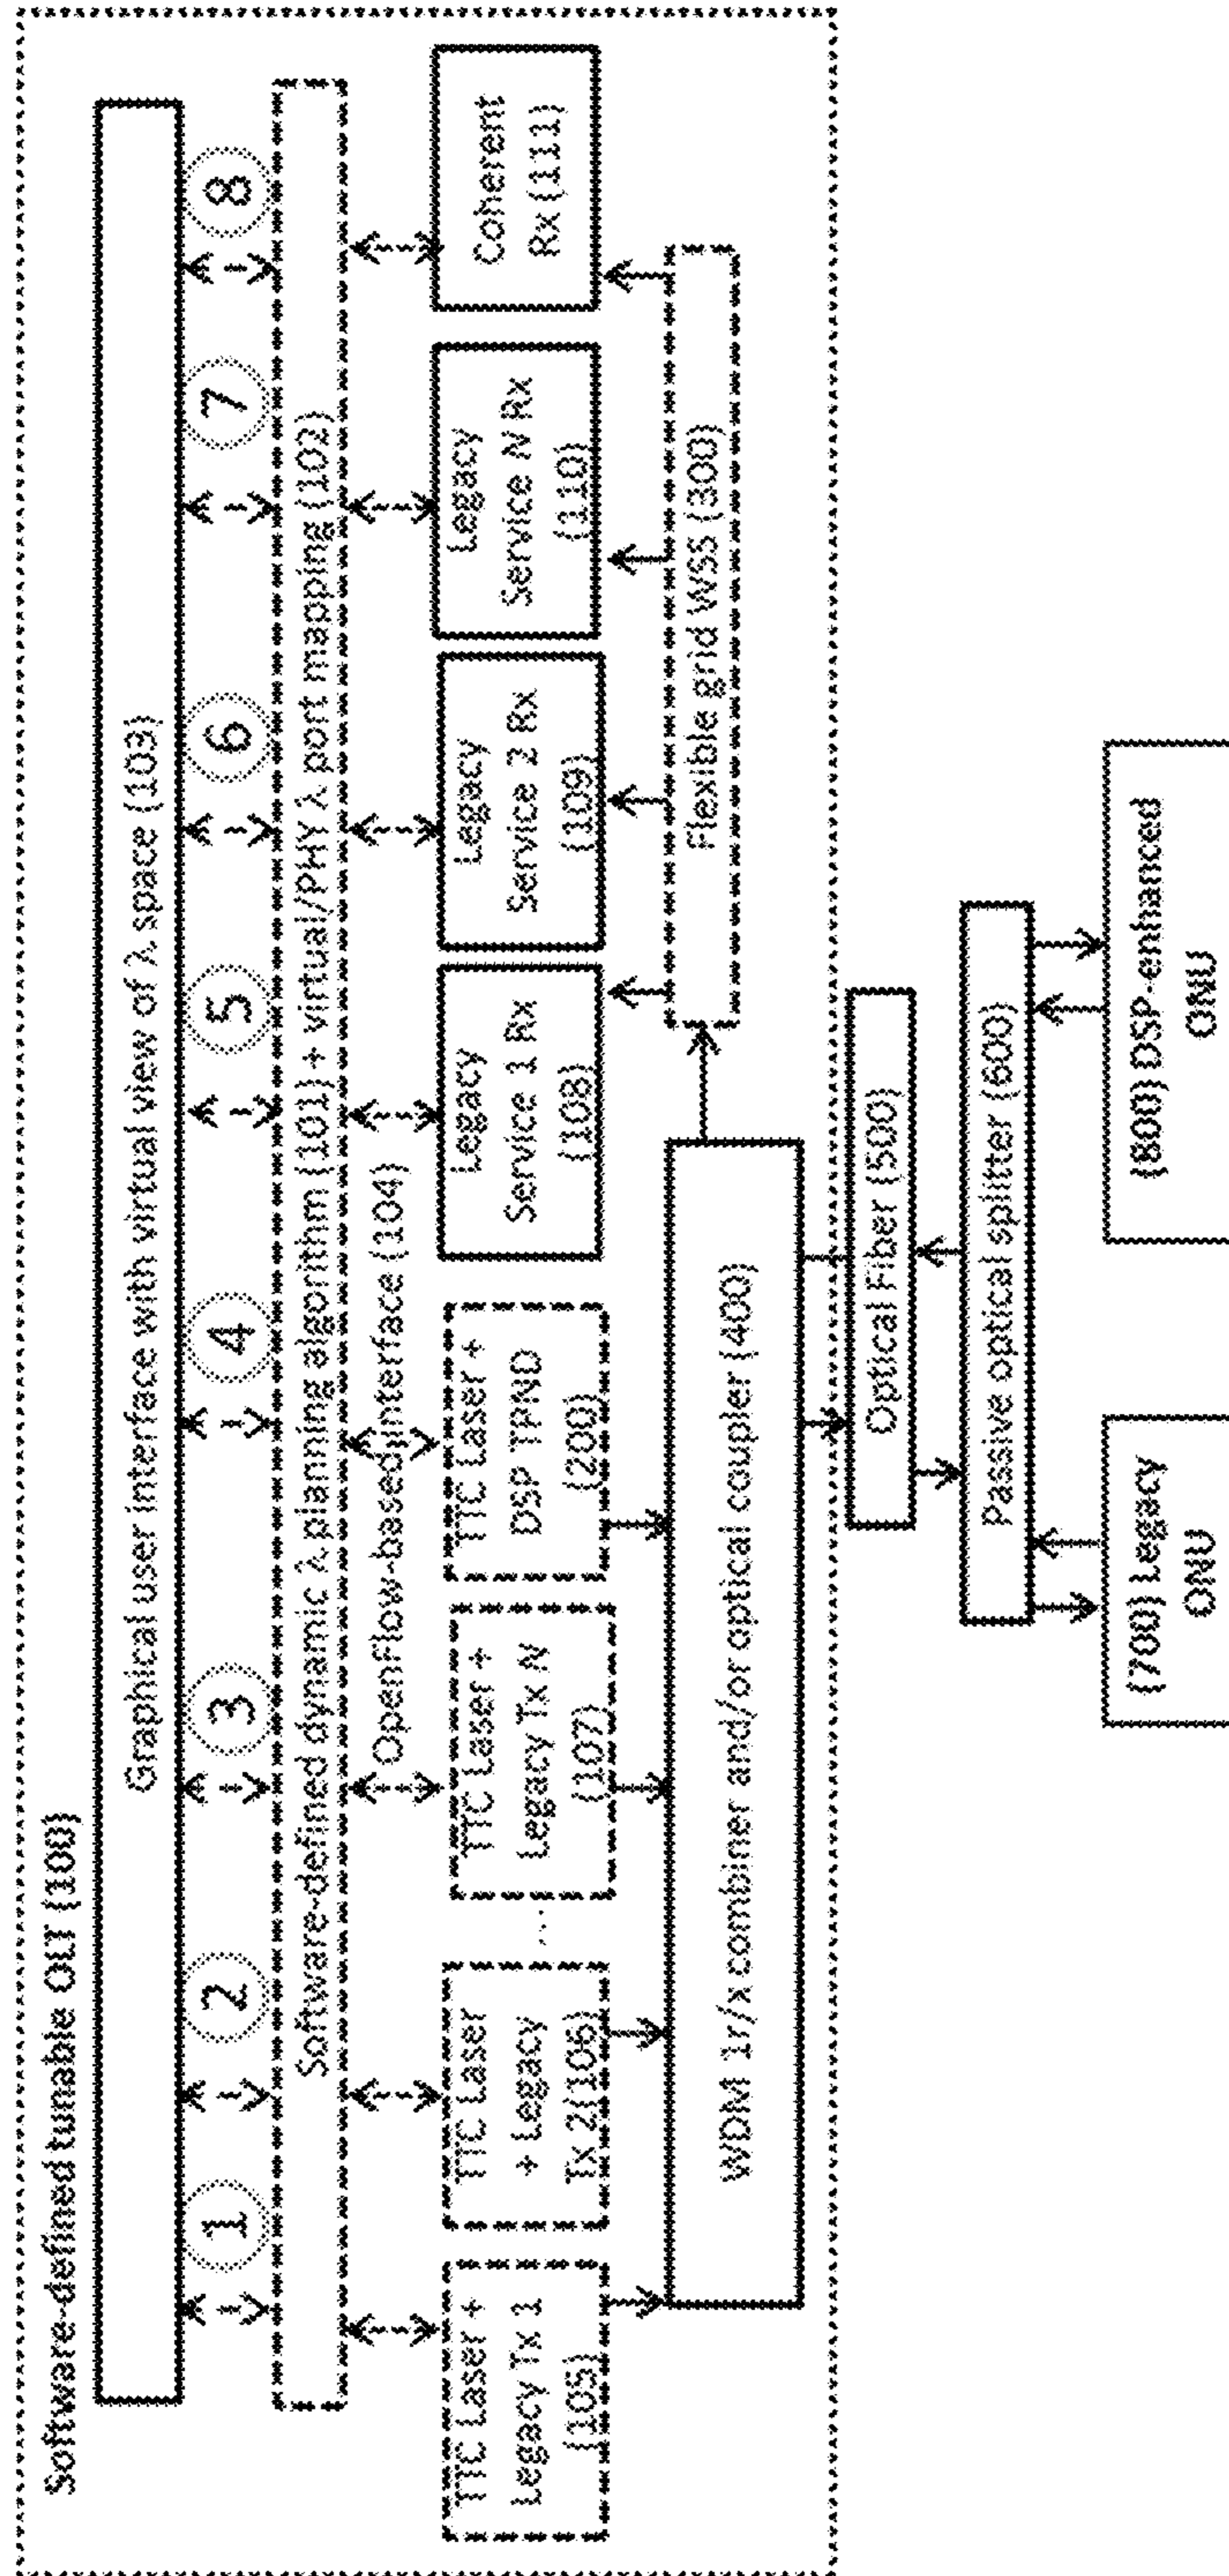 Software-defined tunable OLT (100)
Graphical user interface with virtual view of λ space (103)
1
2
3
4
5
6
7
8
Software-defined dynamic λ planning algorithm (101) + virtual/PHY λ port mapping (102)
OpenFlow-based interface (104)
TTC Laser +
Legacy Tx 1
(105)
TTC Laser
+ Legacy
Tx 2(106)
...
TTC Laser +
Legacy Tx N
(107)
TTC Laser +
DSP TPND
(200)
Legacy
Service 1 Rx
(108)
Legacy
Service 2 Rx
(109)
Legacy
Service N Rx
(110)
Coherent
Rx (111)
WDM 1r/x combiner and/or optical coupler (400)
Flexible grid WSS (300)
Optical Fiber (500)
Passive optical splitter (600)
(700) Legacy
ONU
(800) DSP-enhanced
ONU